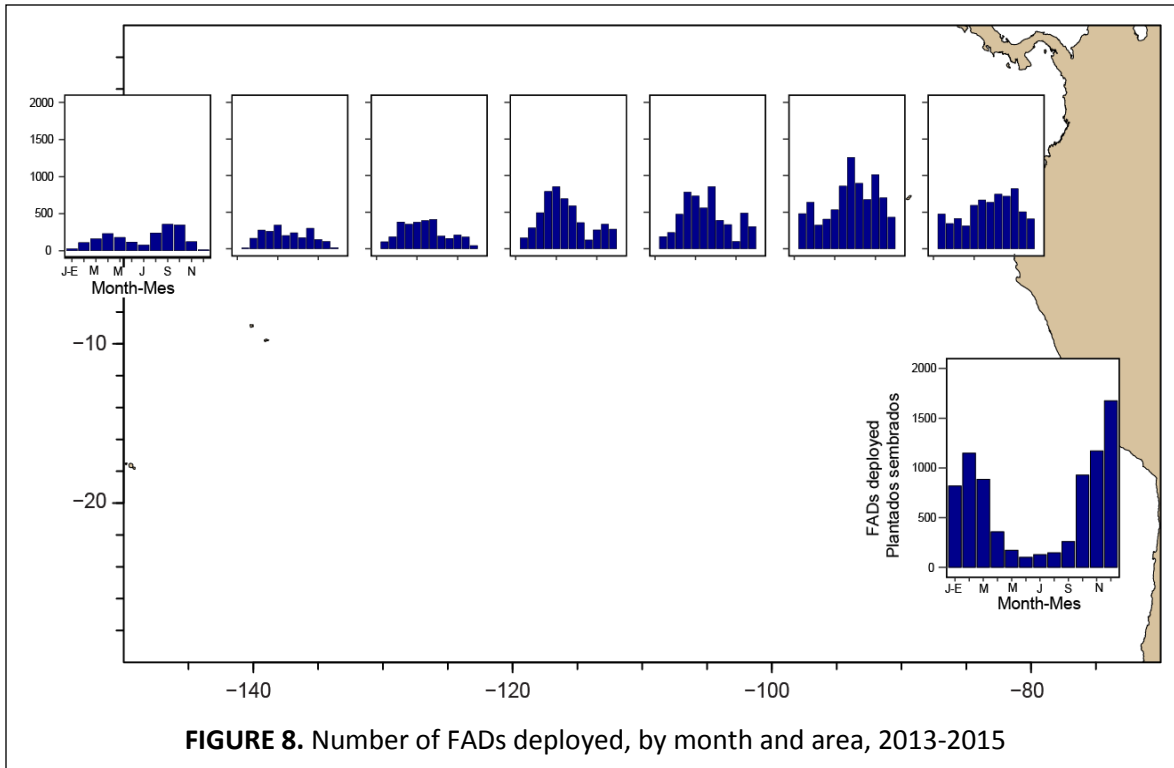 2000
1500
1000
500
0
J-E M M J S N
Month-Mes
−10
−20
FADs deployed
Plantados sembrados
2000
1500
1000
500
0
J-E M M J S N
Month-Mes
−140 −120 −100 −80
FIGURE 8. Number of FADs deployed, by month and area, 2013-2015